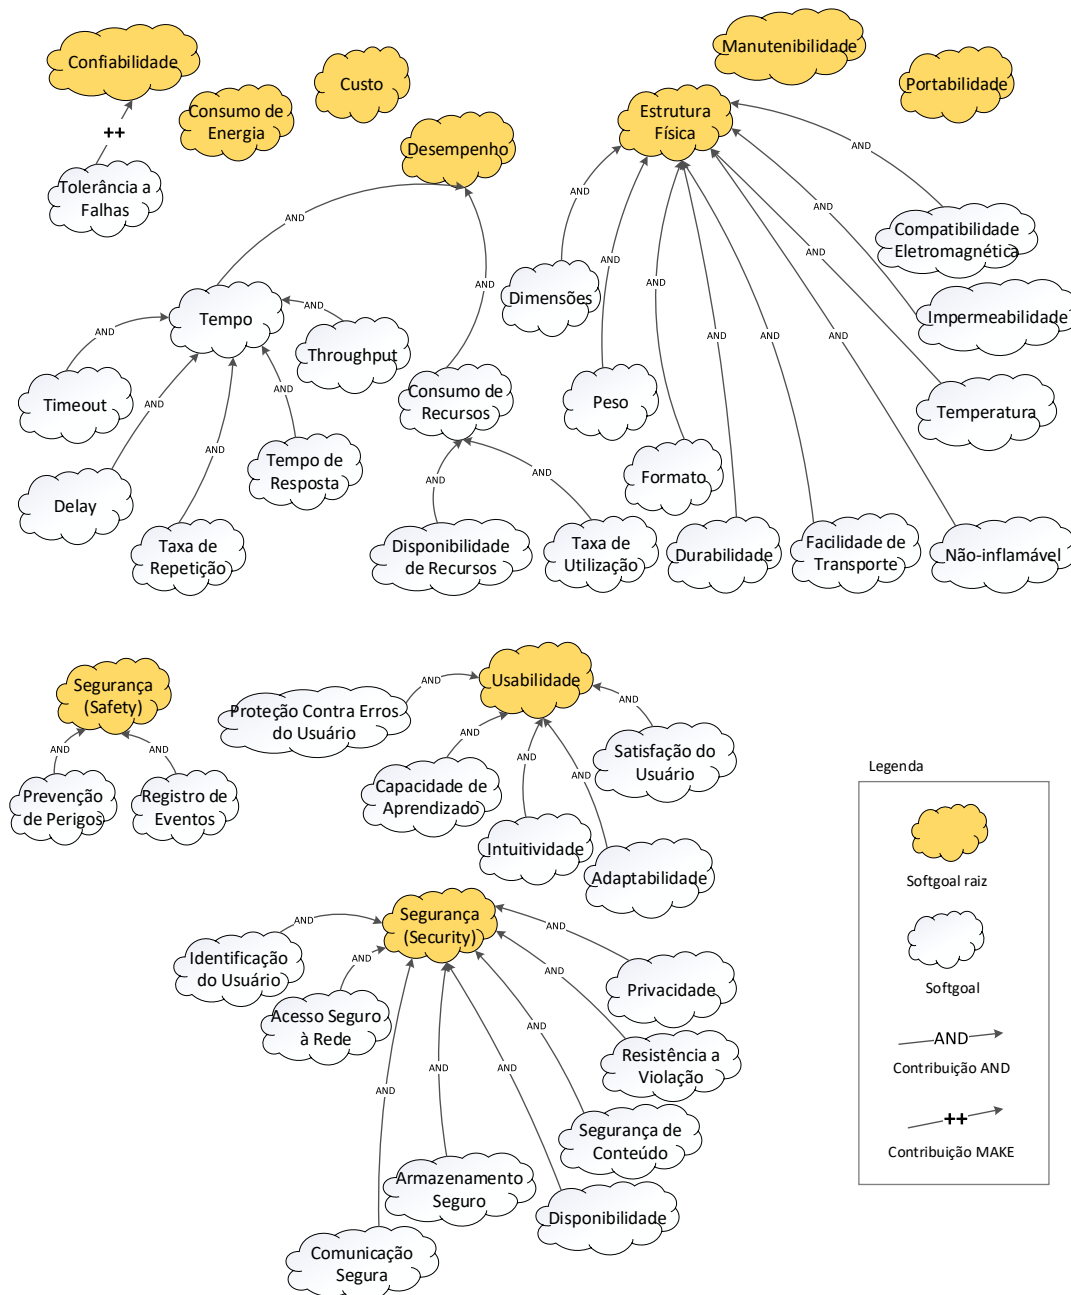 Confiabilidade
Consumo de
Energia
Custo
Desempenho
Manutenibilidade
Portabilidade
Estrutura
Física
++
Tolerância a
Falhas
AND
AND
AND
AND
AND
AND
AND
AND
AND
AND
AND
Compatibilidade
Eletromagnética
Dimensões
Impermeabilidade
Tempo
AND
AND
AND
AND
AND
Throughput
Timeout
Consumo de
Recursos
Peso
Temperatura
Delay
Tempo de
Resposta
Formato
AND
AND
Taxa de
Repetição
Disponibilidade
de Recursos
Taxa de
Utilização
Durabilidade
Facilidade de
Transporte
Não-inflamável
Segurança
(Safety)
AND
AND
Prevenção
de Perigos
Registro de
Eventos
Usabilidade
AND
AND
AND
AND
AND
Proteção Contra Erros
do Usuário
Capacidade de
Aprendizado
Intuitividade
Adaptabilidade
Satisfação do
Usuário
Segurança
(Security)
AND
AND
AND
AND
AND
AND
AND
AND
Identificação
do Usuário
Acesso Seguro
à Rede
Privacidade
Resistência a
Violação
Segurança de
Conteúdo
Armazenamento
Seguro
Disponibilidade
Comunicação
Segura
Legenda
Softgoal raiz
Softgoal
AND
Contribuição AND
++
Contribuição MAKE